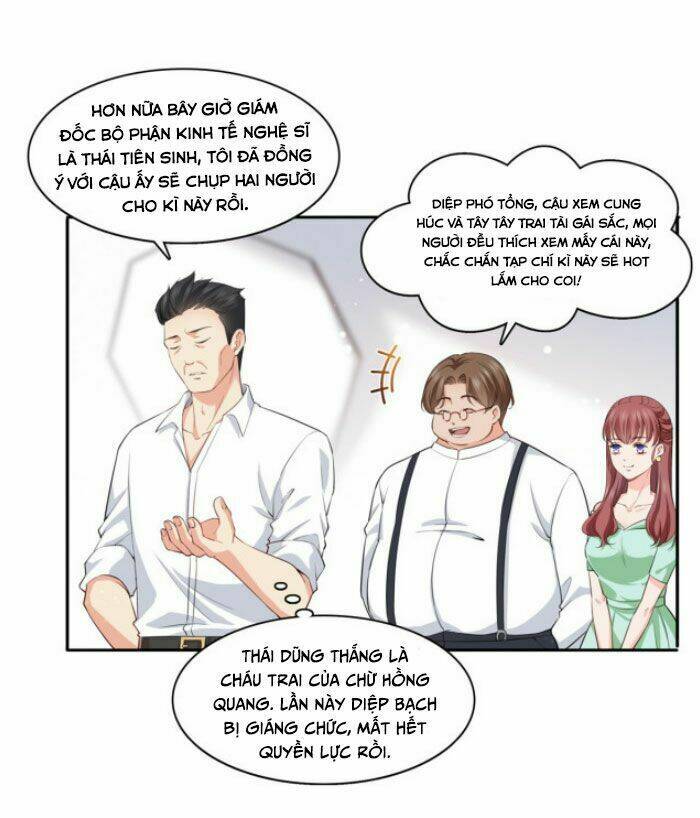 HƠN NỮA BÂY GIỜ GIÁM
ĐỐC BỘ PHẬN KINH TẾ NGHỆ SĨ
LÀ THÁI TIÊN SINH, TÔI ĐÃ ĐỒNG
Ý VỚI CẬU ẤY SẼ CHỤP HAI NGƯỜI
CHO KÌ NÀY RỒI.
DIỆP PHÓ TỔNG, CẬU XEM CUNG
HÚC VÀ TÂY TÂY TRAI TÀI GÁI SẮC, MỌI
NGƯỜI ĐỀU THÍCH XEM MẤY CÁI NÀY,
CHẮC CHẮN TẠP CHÍ KÌ NÀY SẼ HOT
LẮM CHO COI!
THÁI DŨNG THẮNG LÀ
CHÁU TRAI CỦA CHỪ HỒNG
QUANG. LẦN NÀY DIỆP BẠCH
BỊ GIÁNG CHỨC, MẤT HẾT
QUYỀN LỰC RỒI.